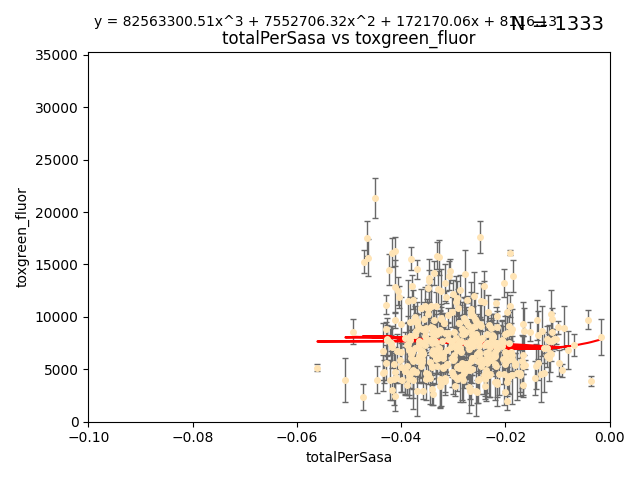 y = 82563300.51x^3 + 7552706.32x^2 + 172170.06x +
N = 1333
totalPerSasa vs toxgreen_fluor
35000
30000
25000
20000
15000
10000
5000
0
toxgreen_fluor
−0.10
−0.08
−0.06
−0.04
−0.02
0.00
totalPerSasa